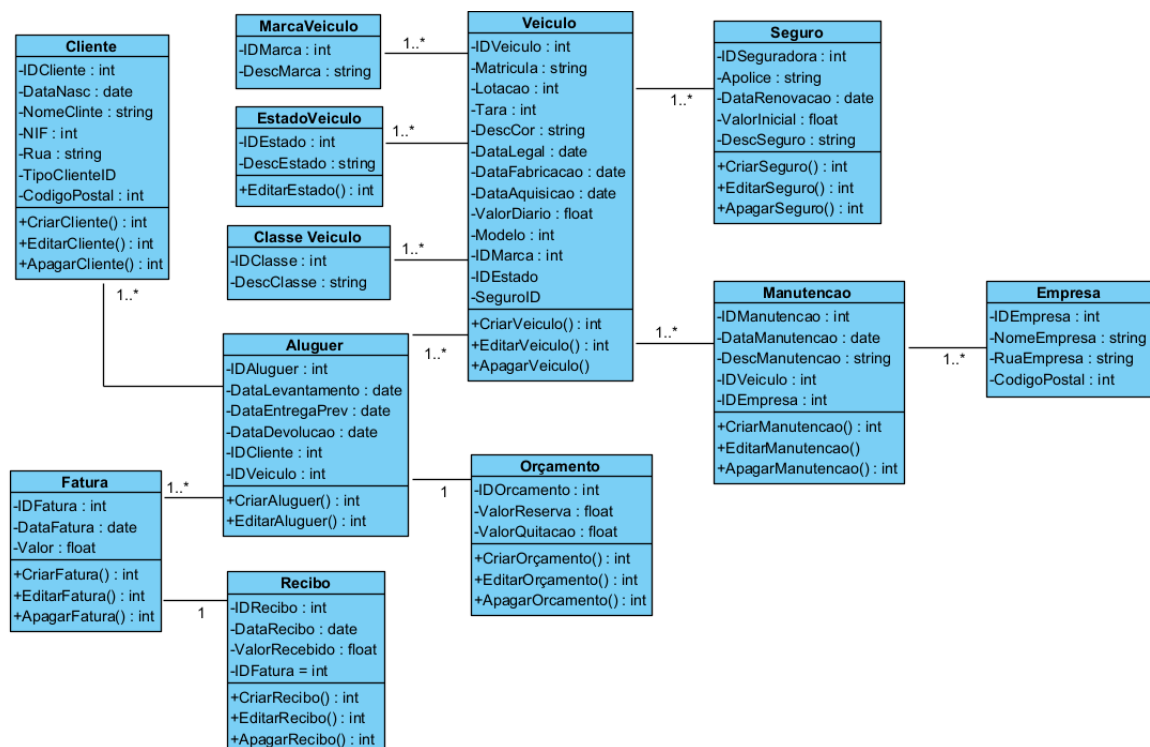 Cliente
-IDCliente : int
-DataNasc : date
-NomeClinte : string
-NIF : int
-Rua : string
-TipoClienteID
-CodigoPostal : int
+CriarCliente() : int
+EditarCliente() : int
+ApagarCliente() : int
1..*
MarcaVeiculo
-IDMarca : int
-DescMarca : string
1..*
EstadoVeiculo
-IDEstado : int
-DescEstado : string
+EditarEstado() : int
1..*
Classe Veiculo
-IDClasse : int
-DescClasse : string
1..*
Veiculo
-IDVeiculo : int
-Matricula : string
-Lotacao : int
-Tara : int
-DescCor : string
-DataLegal : date
-DataFabricacao : date
-DataAquisicao : date
-ValorDiario : float
-Modelo : int
-IDMarca : int
-IDEstado
-SeguroID
+CriarVeiculo() : int
+EditarVeiculo() : int
+ApagarVeiculo()
1..*
Seguro
-IDSeguradora : int
-Apolice : string
-DataRenovacao : date
-ValorInicial : float
-DescSeguro : string
+CriarSeguro() : int
+EditarSeguro() : int
+ApagarSeguro() : int
1..*
Manutencao
-IDManutencao : int
-DataManutencao : date
-DescManutencao : string
-IDVeiculo : int
-IDEmpresa : int
+CriarManutencao() : int
+EditarManutencao()
+ApagarManutencao() : int
1..*
Empresa
-IDEmpresa : int
-NomeEmpresa : string
-RuaEmpresa : string
-CodigoPostal : int
Aluguer
-IDAluguer : int
-DataLevantamento : date
-DataEntregaPrev : date
-DataDevolucao : date
-IDCliente : int
-IDVeiculo : int
+CriarAluguer() : int
+EditarAluguer() : int
1..*
1
Orçamento
-IDOrcamento : int
-ValorReserva : float
-ValorQuitacao : float
+CriarOrçamento() : int
+EditarOrçamento() : int
+ApagarOrcamento() : int
Fatura
-IDFatura : int
-DataFatura : date
-Valor : float
+CriarFatura() : int
+EditarFatura() : int
+ApagarFatura() : int
1..*
1
Recibo
-IDRecibo : int
-DataRecibo : date
-ValorRecebido : float
-IDFatura = int
+CriarRecibo() : int
+EditarRecibo() : int
+ApagarRecibo() : int